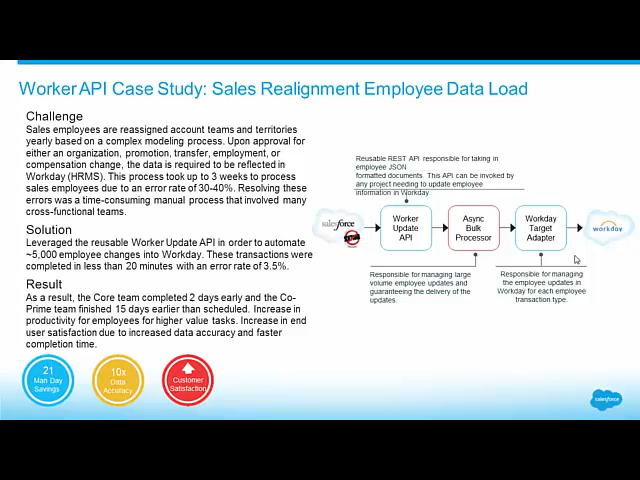 Worker API Case Study: Sales Realignment Employee Data Load
Challenge
Sales employees are reassigned account teams and territories
yearly based on a complex modeling process. Upon approval for
either an organization, promotion, transfer, employment, or
compensation change, the data is required to be reflected in
Workday (HRMS). This process took up to 3 weeks to process
sales employees due to an error rate of 30-40%. Resolving these
errors was a time-consuming manual process that involved many
cross-functional teams.
Solution
Leveraged the reusable Worker Update API in order to automate
~5,000 employee changes into Workday. These transactions were
completed in less than 20 minutes with an error rate of 3.5%.
Result
As a result, the Core team completed 2 days early and the Co-
Prime team finished 15 days earlier than scheduled. Increase in
productivity for employees for higher value tasks. Increase in end
user satisfaction due to increased data accuracy and faster
completion time.
21
Man Day
Savings
10x
Data
Accuracy
Customer
Satisfaction
Reusable REST API responsible for taking in
employee JSON
formatted documents. This API can be invoked by
any project needing to update employee
information in Workday.
salesforce
Worker
Update
API
Async
Bulk
Processor
Workday
Target
Adapter
workday
Responsible for managing large
volume employee updates and
guaranteeing the delivery of the
updates.
Responsible for managing
the employee updates in
Workday for each employee
transaction type.
salesforce